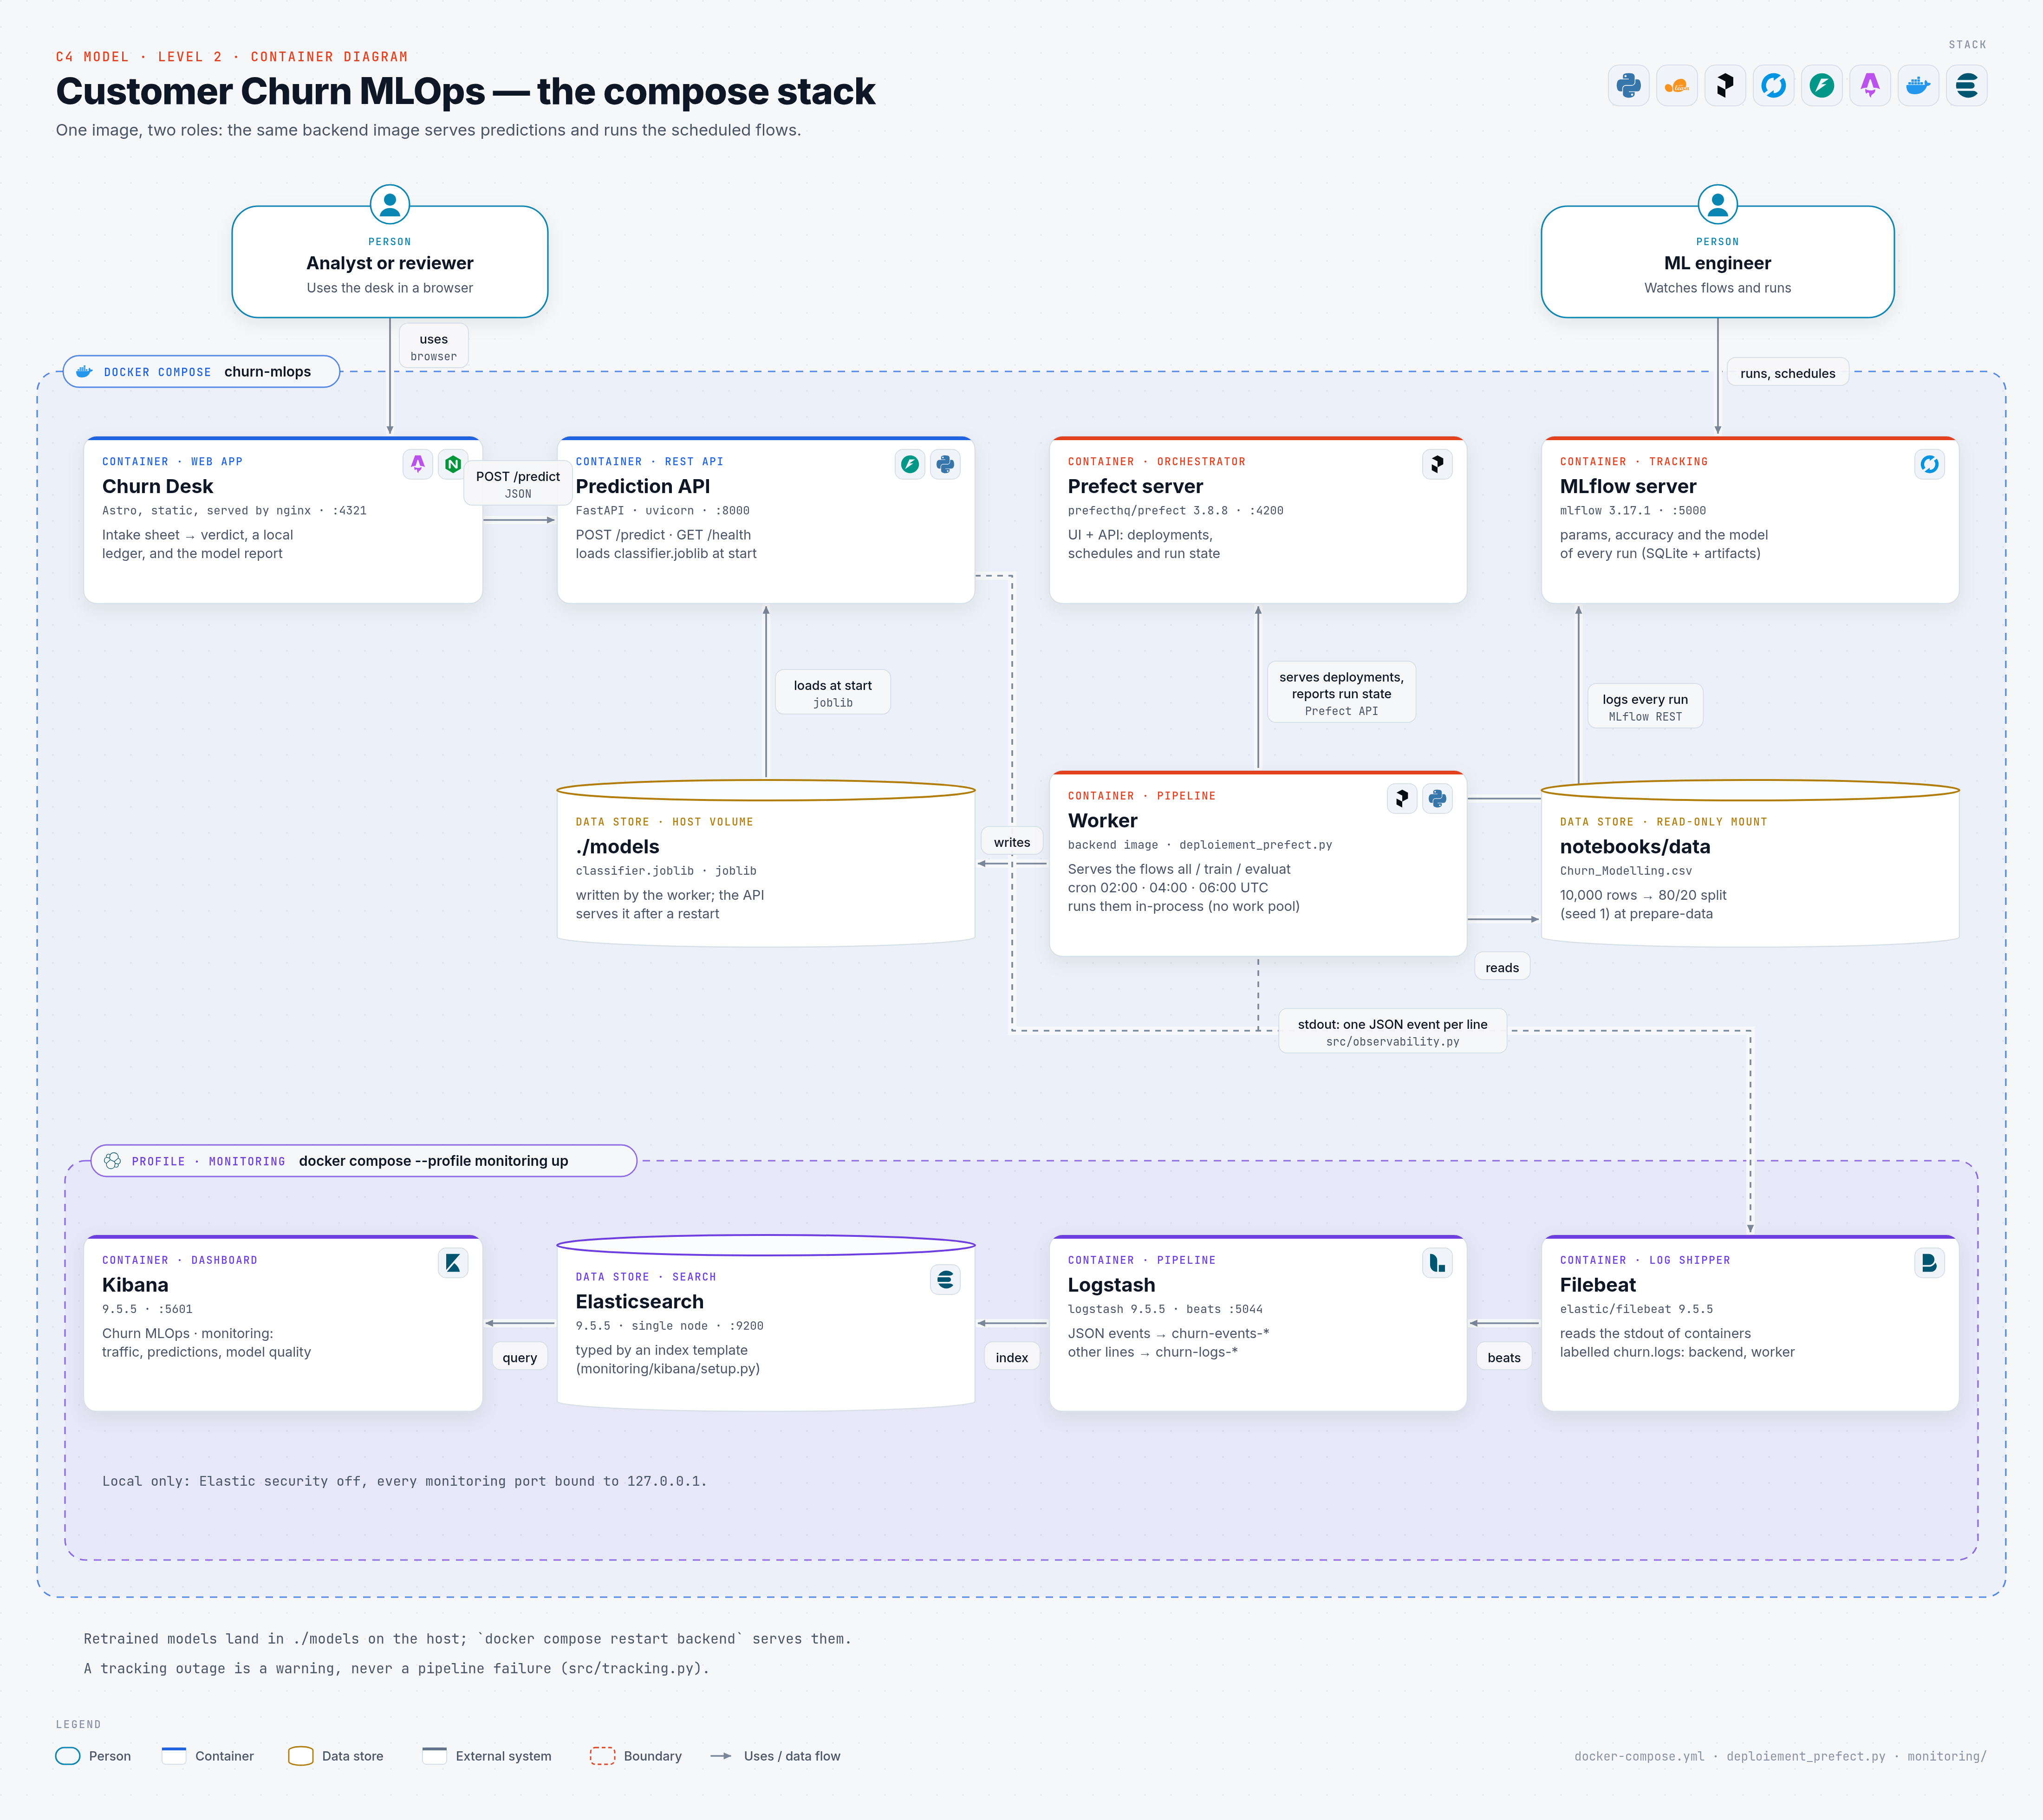 C4 MODEL · LEVEL 2 · CONTAINER DIAGRAM
STACK
Customer Churn MLOps — the compose stack
One image, two roles: the same backend image serves predictions and runs the scheduled flows.
PERSON
Analyst or reviewer
Uses the desk in a browser
PERSON
ML engineer
Watches flows and runs
uses
browser
DOCKER COMPOSE churn-mlops
runs, schedules
CONTAINER · WEB APP
Churn Desk
Astro, static, served by nginx · :4321
Intake sheet → verdict, a local
ledger, and the model report
POST /predict
JSON
CONTAINER · REST API
Prediction API
FastAPI · uvicorn · :8000
POST /predict · GET /health
loads classifier.joblib at start
CONTAINER · ORCHESTRATOR
Prefect server
prefecthq/prefect 3.8.8 · :4200
UI + API: deployments,
schedules and run state
CONTAINER · TRACKING
MLflow server
mlflow 3.17.1 · :5000
params, accuracy and the model
of every run (SQLite + artifacts)
loads at start
joblib
serves deployments,
reports run state
Prefect API
logs every run
MLflow REST
DATA STORE · HOST VOLUME
./models
classifier.joblib · joblib
written by the worker; the API
serves it after a restart
writes
CONTAINER · PIPELINE
Worker
backend image · deploiement_prefect.py
Serves the flows all / train / evaluat
cron 02:00 · 04:00 · 06:00 UTC
runs them in-process (no work pool)
DATA STORE · READ-ONLY MOUNT
notebooks/data
Churn_Modelling.csv
10,000 rows → 80/20 split
(seed 1) at prepare-data
reads
stdout: one JSON event per line
src/observability.py
PROFILE · MONITORING docker compose --profile monitoring up
CONTAINER · DASHBOARD
Kibana
9.5.5 · :5601
Churn MLOps · monitoring:
traffic, predictions, model quality
query
DATA STORE · SEARCH
Elasticsearch
9.5.5 · single node · :9200
typed by an index template
(monitoring/kibana/setup.py)
index
CONTAINER · PIPELINE
Logstash
logstash 9.5.5 · beats :5044
JSON events → churn-events-*
other lines → churn-logs-*
beats
CONTAINER · LOG SHIPPER
Filebeat
elastic/filebeat 9.5.5
reads the stdout of containers
labelled churn.logs: backend, worker
Local only: Elastic security off, every monitoring port bound to 127.0.0.1.
Retrained models land in ./models on the host; `docker compose restart backend` serves them.
A tracking outage is a warning, never a pipeline failure (src/tracking.py).
LEGEND
Person
Container
Data store
External system
Boundary
Uses / data flow
docker-compose.yml · deploiement_prefect.py · monitoring/